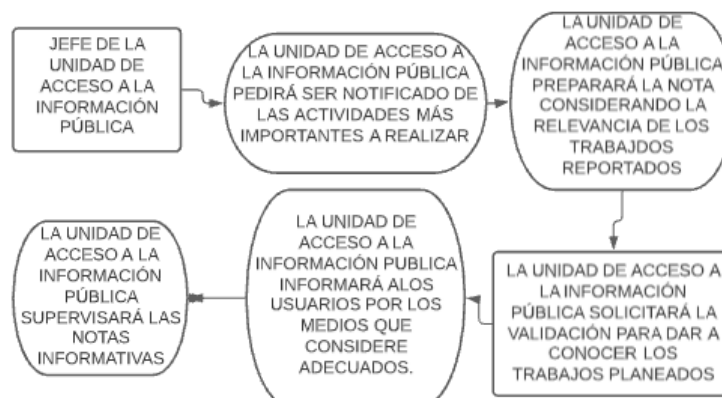 JEFE DE LA
UNIDAD DE
ACCESO A LA
INFORMACIÓN
PÚBLICA
LA UNIDAD DE ACCESO A
LA INFORMACIÓN PÚBLICA
PEDIRÁ SER NOTIFICADO DE
LAS ACTIVIDADES MÁS
IMPORTANTES A REALIZAR
LA UNIDAD DE
ACCESO A LA
INFORMACIÓN PÚBLICA
PREPARARÁ LA NOTA
CONSIDERANDO LA
RELEVANCIA DE LOS
TRABAJDOS
REPORTADOS
LA UNIDAD DE ACCESO A
LA INFORMACIÓN
PÚBLICA SOLICITARÁ LA
VALIDACIÓN PARA DAR A
CONOCER LOS
TRABAJOS PLANEADOS
LA UNIDAD DE
ACCESO A LA
INFORMACIÓN PUBLICA
INFORMARÁ ALOS
USUARIOS POR LOS
MEDIOS QUE
CONSIDERE
ADECUADOS.
LA UNIDAD DE
ACCESO A LA
INFORMACIÓN
PÚBLICA
SUPERVISARÁ LAS
NOTAS
INFORMATIVAS